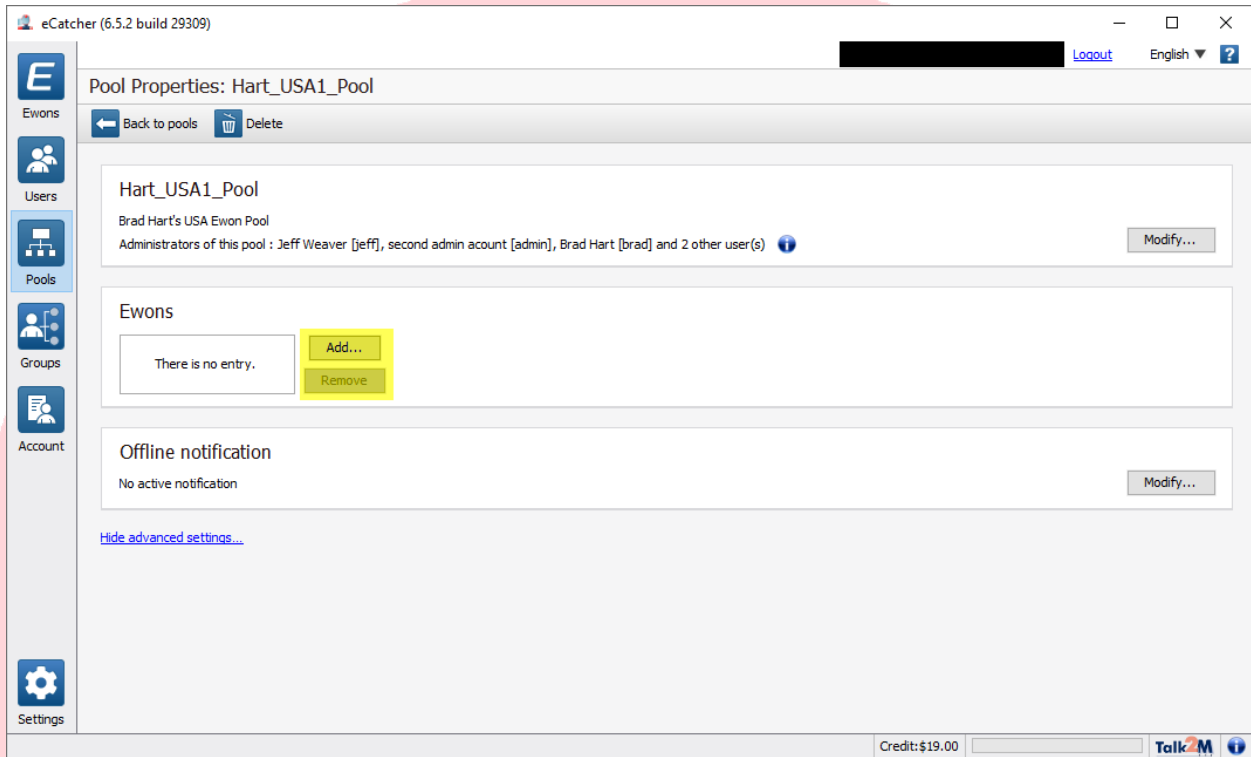 eCatcher (6.5.2 build 29309)
Logout English ?
E
Ewons
Users
Pools
Groups
Account
Settings
Pool Properties: Hart_USA1_Pool
Back to pools Delete
Hart_USA1_Pool
Brad Hart's USA Ewon Pool
Administrators of this pool : Jeff Weaver [jeff], second admin acount [admin], Brad Hart [brad] and 2 other user(s)
Modify...
Ewons
There is no entry.
Add...
Remove
Offline notification
No active notification
Modify...
Hide advanced settings...
Credit:$19.00
Talk2M